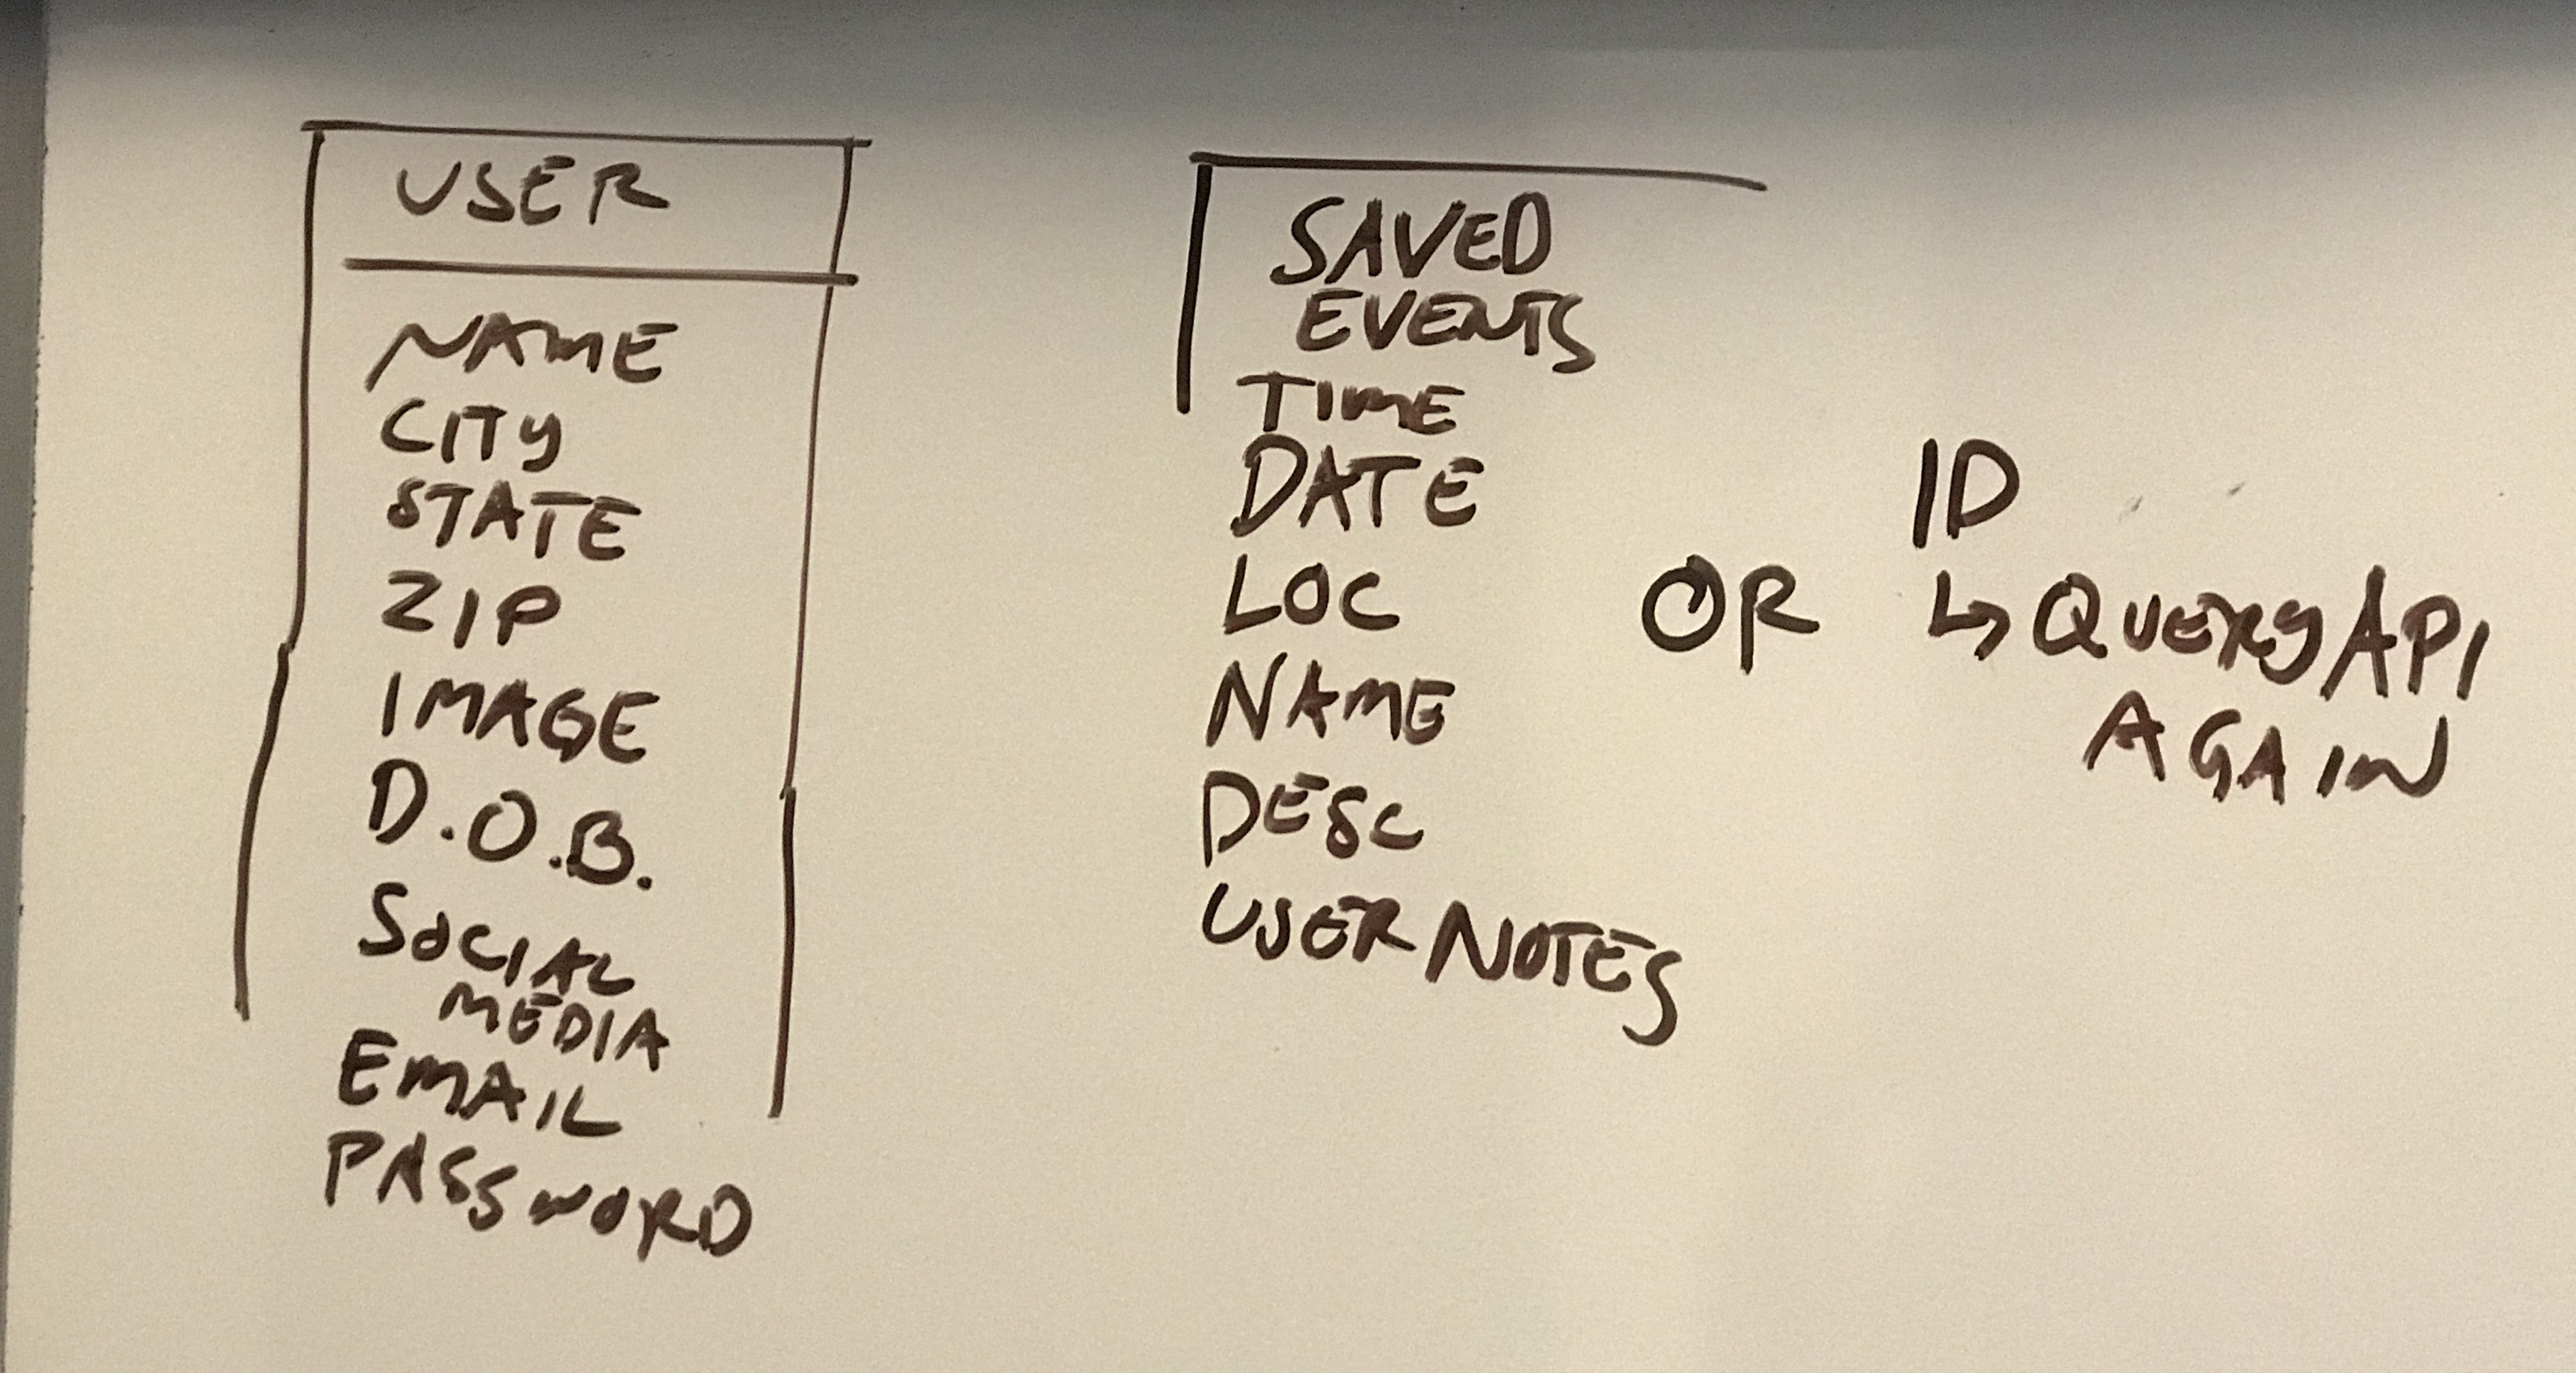 USER
NAME
CITY
STATE
ZIP
IMAGE
D.O.B.
SOCIAL
MEDIA
EMAIL
PASSWORD
SAVED
EVENTS
TIME
DATE
LOC
NAME
DESC
USER NOTES
OR
ID
↳ QUERY API
AGAIN